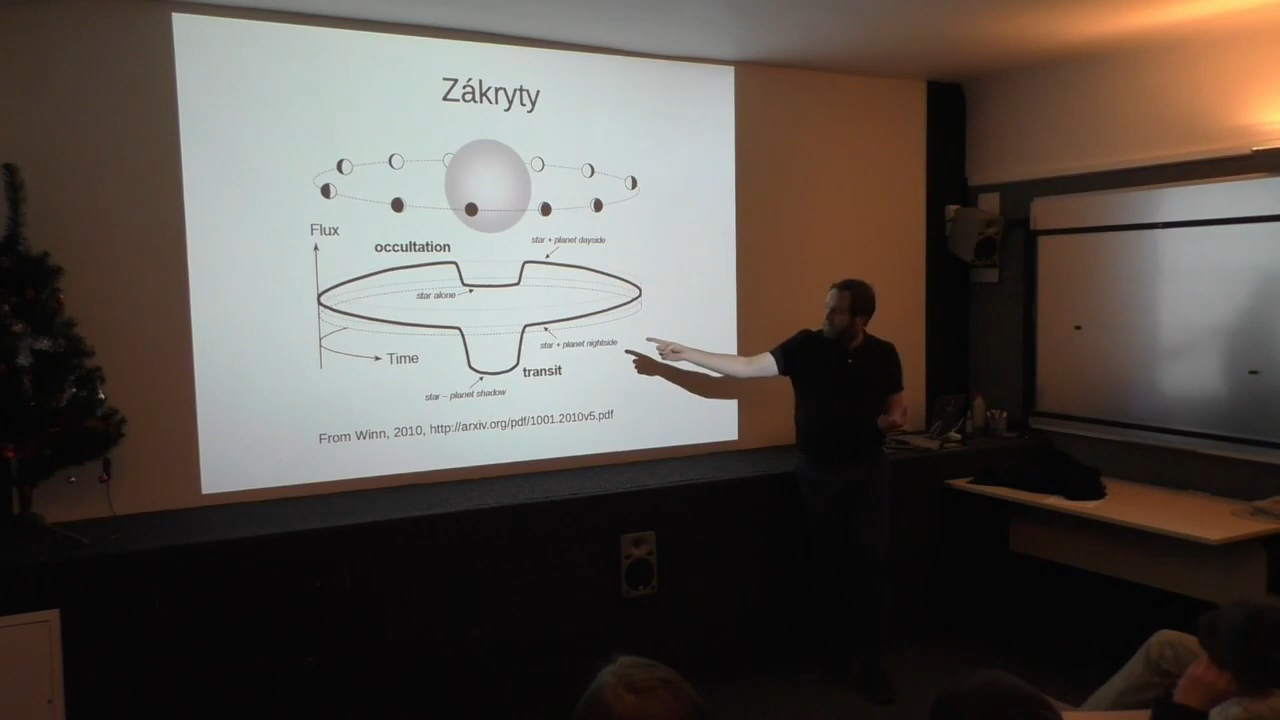 Zákryty
Flux
occultation
star + planet dayside
star alone
star + planet nightside
Time
transit
star – planet shadow
From Winn, 2010, http://arxiv.org/pdf/1001.2010v5.pdf